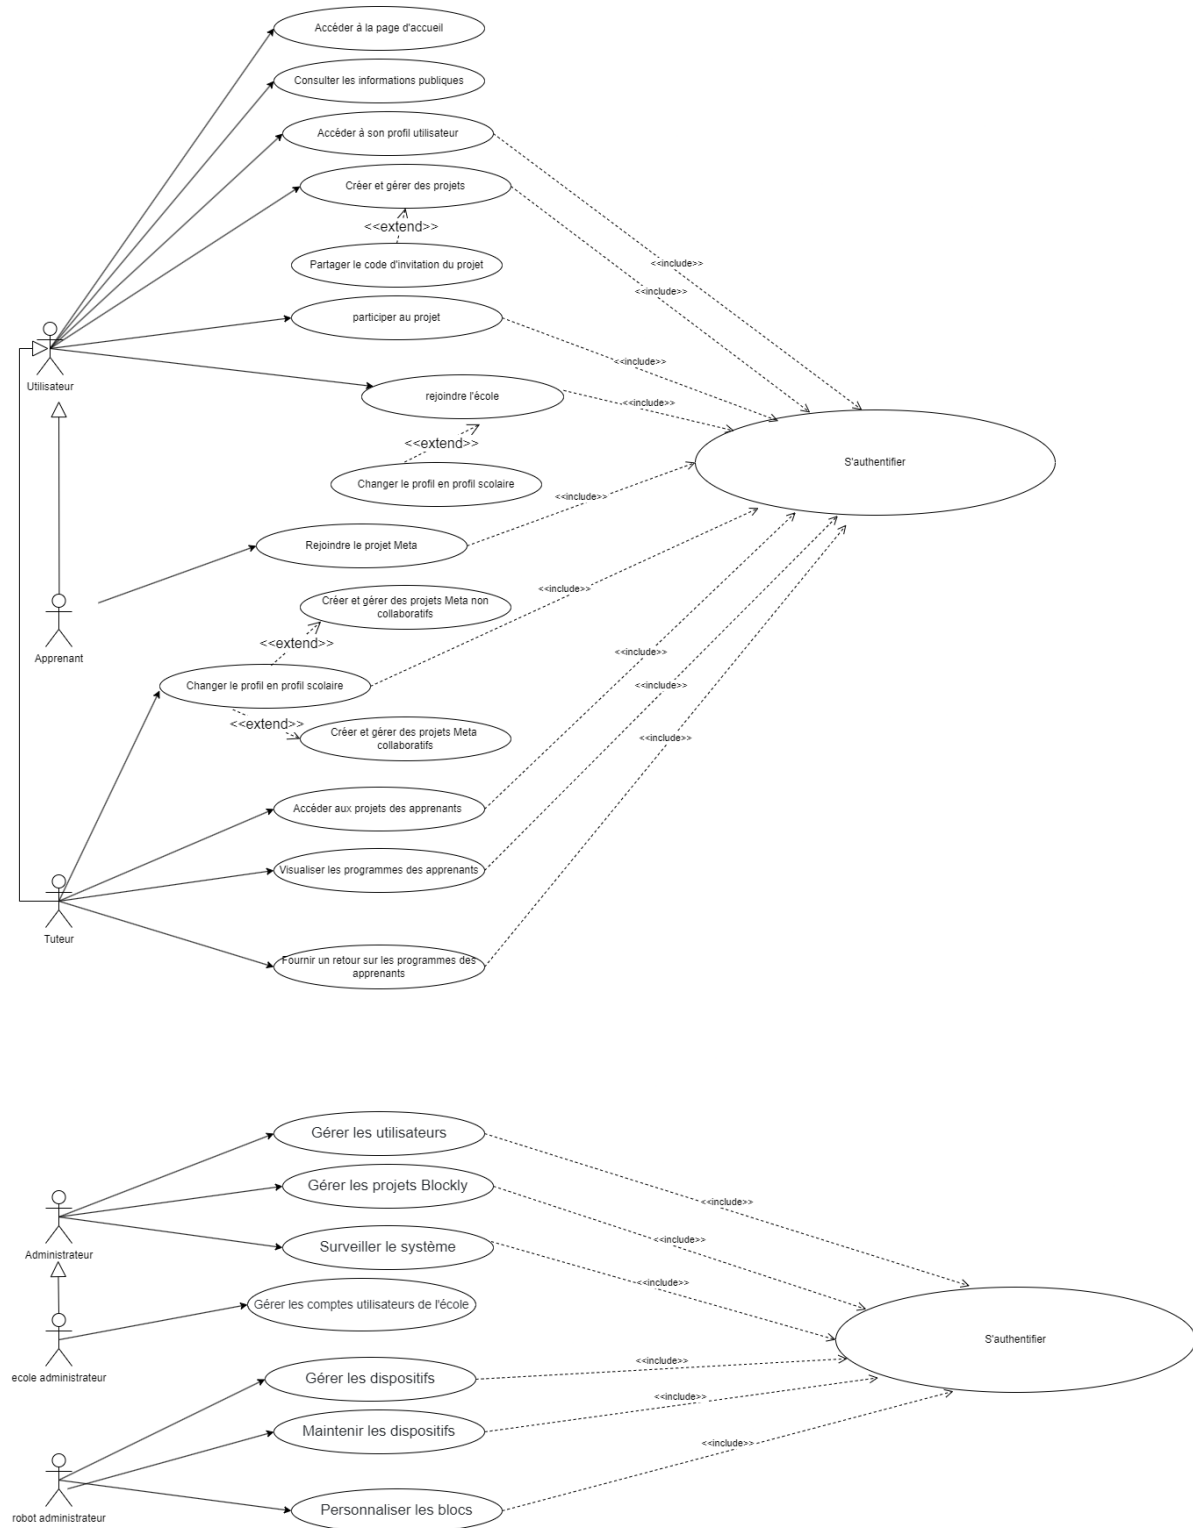 Accéder à la page d'accueil
Consulter les informations publiques
Accéder à son profil utilisateur
Créer et gérer des projets
<<extend>>
Partager le code d'invitation du projet
<<include>>
<<include>>
participer au projet
<<include>>
Utilisateur
rejoindre l'école
<<include>>
<<extend>>
S'authentifier
Changer le profil en profil scolaire
<<include>>
Rejoindre le projet Meta
<<include>>
Créer et gérer des projets Meta non
collaboratifs
<<extend>>
Apprenant
<<include>>
Changer le profil en profil scolaire
<<include>>
<<extend>>
Créer et gérer des projets Meta
collaboratifs
<<include>>
Accéder aux projets des apprenants
Visualiser les programmes des apprenants
Tuteur
Fournir un retour sur les programmes des
apprenants
Gérer les utilisateurs
Gérer les projets Blockly
<<include>>
Administrateur
Surveiller le système
<<include>>
<<include>>
Gérer les comptes utilisateurs de l'école
S'authentifier
ecole administrateur
Gérer les dispositifs
<<include>>
<<include>>
Maintenir les dispositifs
<<include>>
Personnaliser les blocs
robot administrateur